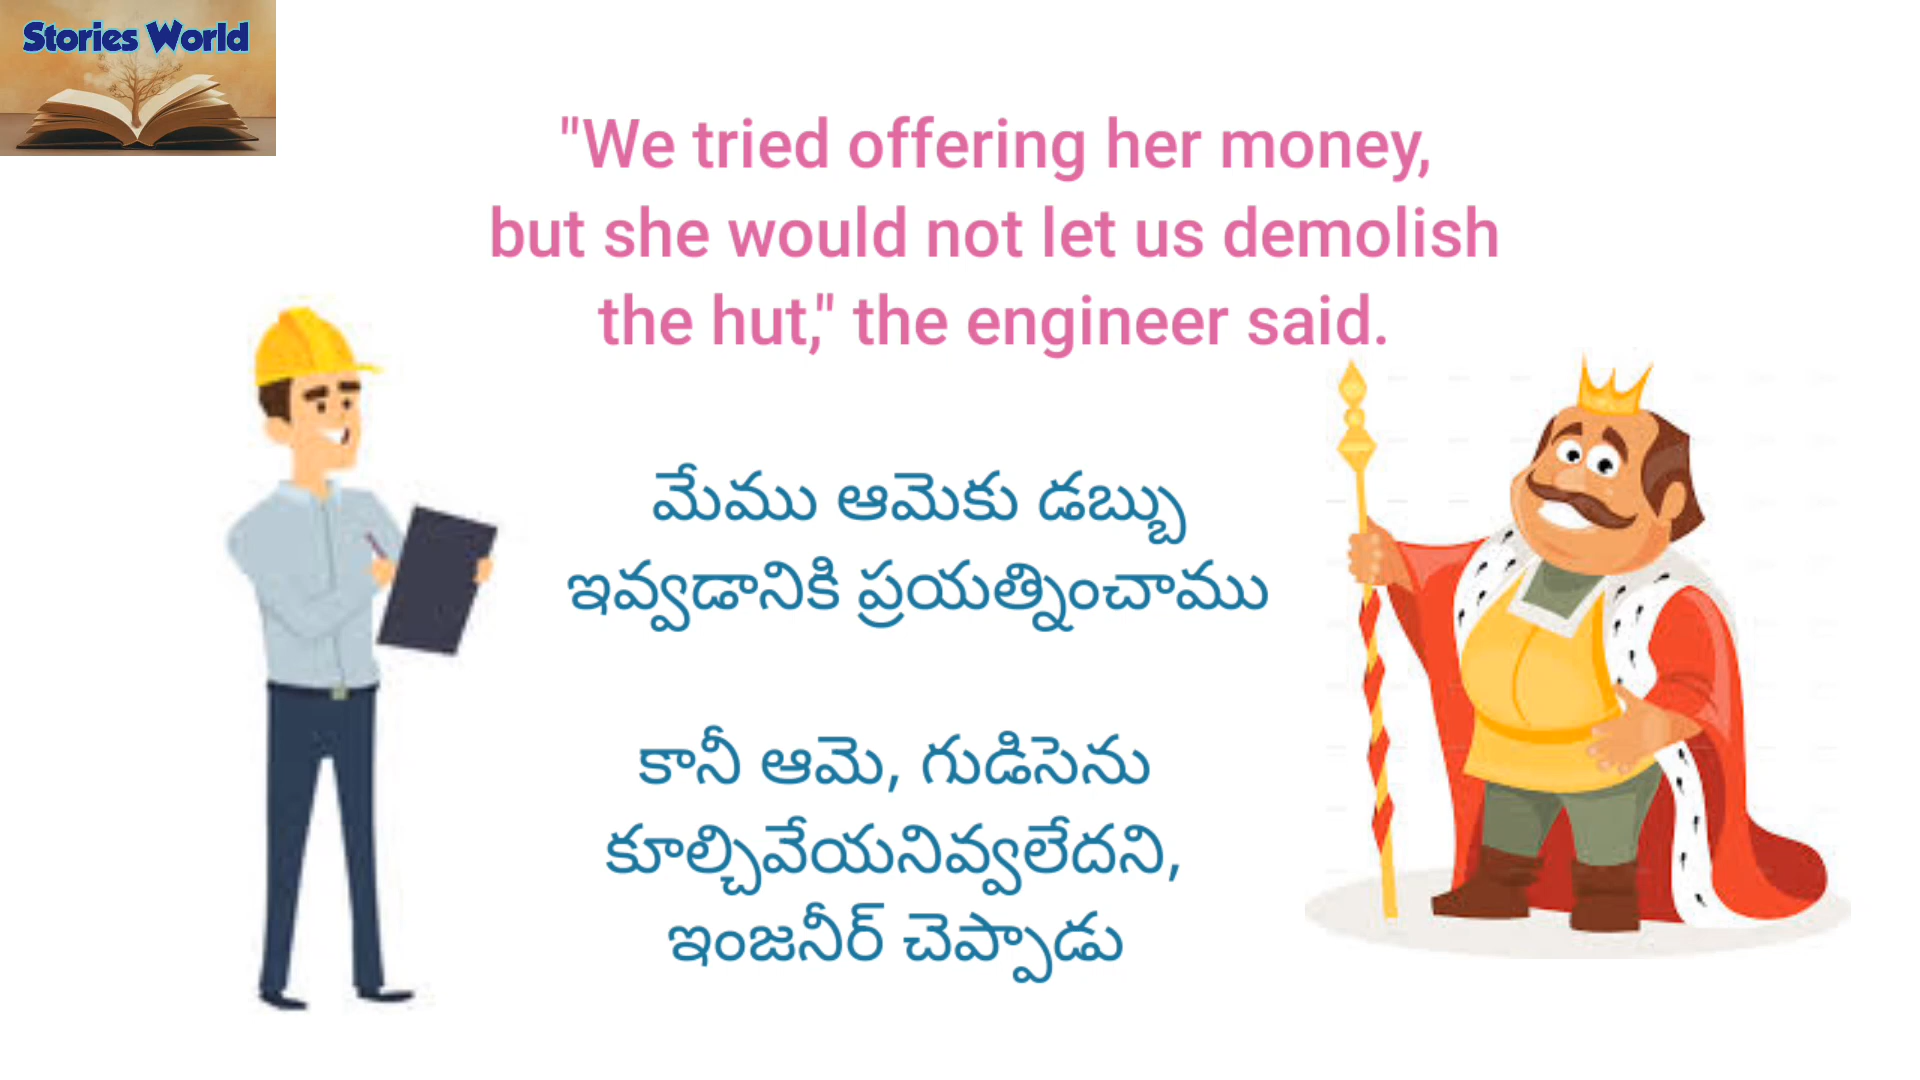 Stories World
"We tried offering her money,
but she would not let us demolish
the hut," the engineer said.
మేము ఆమెకు డబ్బు
ఇవ్వడానికి ప్రయత్నించాము
కానీ ఆమె, గుడిసెను
కూల్చివేయనివ్వలేదని,
ఇంజనీర్ చెప్పాడు